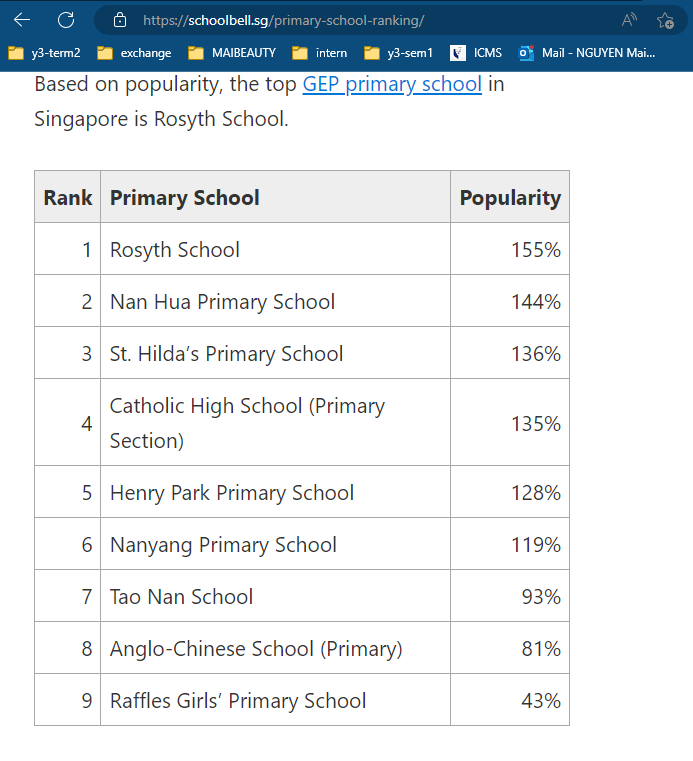 https://schoolbell.sg/primary-school-ranking/
y3-term2 exchange MAIBEAUTY intern y3-sem1 ICMS Mail - NGUYEN Mai...
Based on popularity, the top GEP primary school in
Singapore is Rosyth School.
Rank Primary School Popularity
1 Rosyth School 155%
2 Nan Hua Primary School 144%
3 St. Hilda’s Primary School 136%
4 Catholic High School (Primary
Section) 135%
5 Henry Park Primary School 128%
6 Nanyang Primary School 119%
7 Tao Nan School 93%
8 Anglo-Chinese School (Primary) 81%
9 Raffles Girls’ Primary School 43%